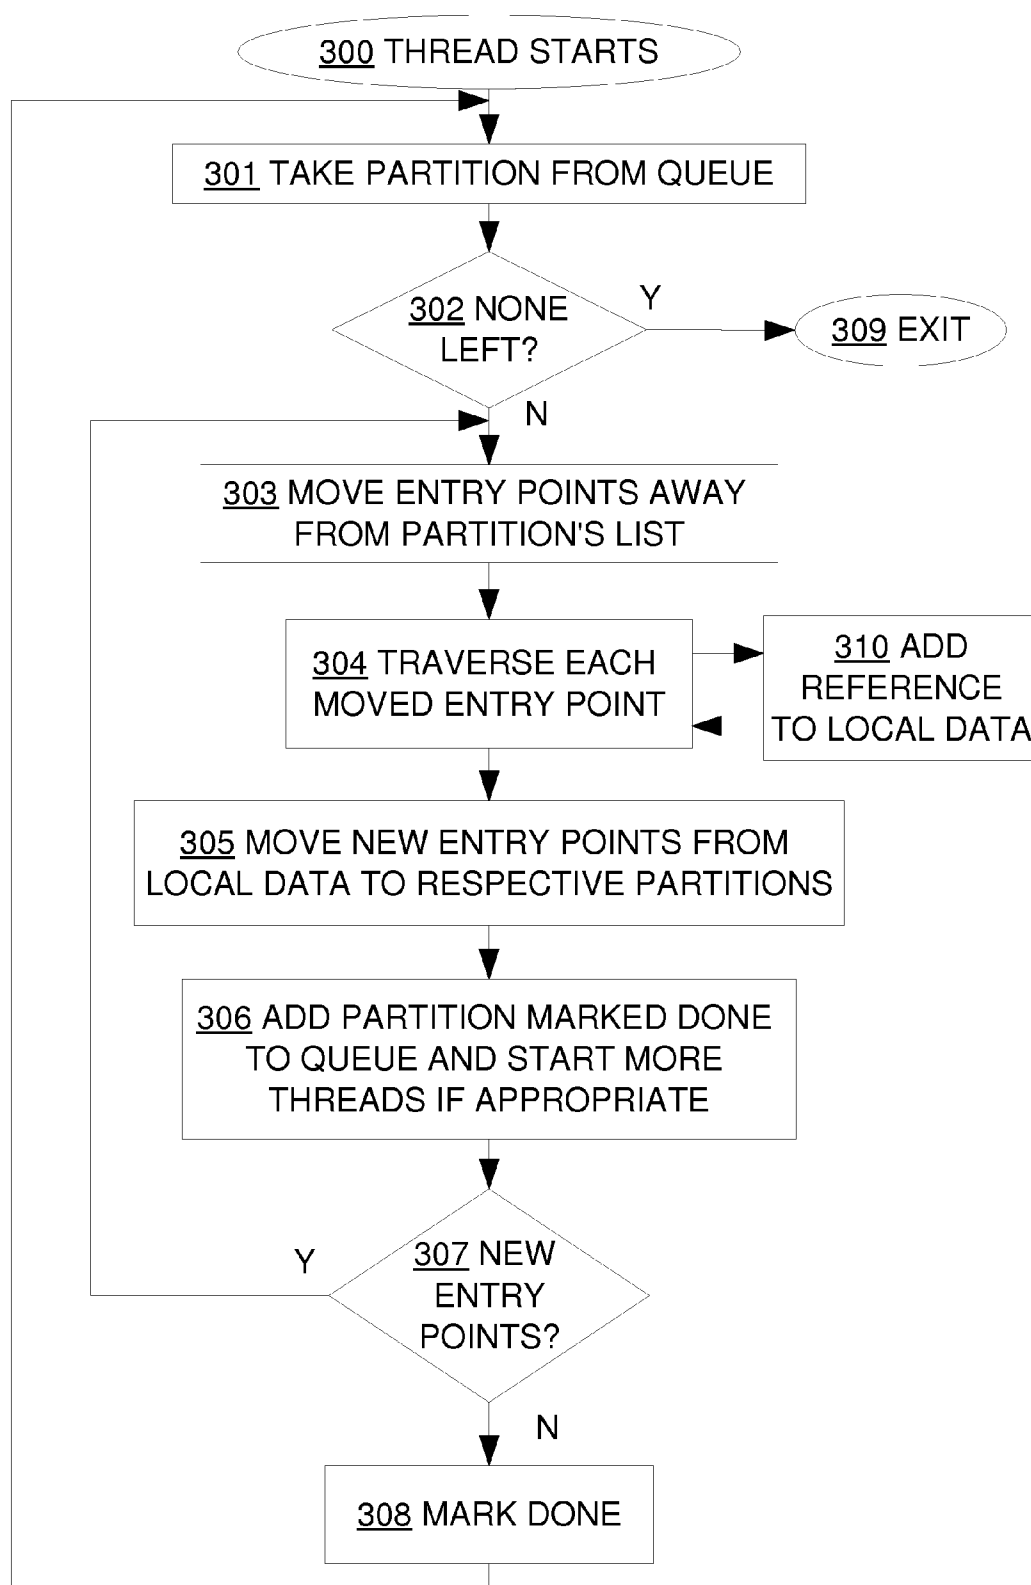 300 THREAD STARTS
301 TAKE PARTITION FROM QUEUE
302 NONE
LEFT?
Y
309 EXIT
N
303 MOVE ENTRY POINTS AWAY
FROM PARTITION'S LIST
304 TRAVERSE EACH
MOVED ENTRY POINT
310 ADD
REFERENCE
TO LOCAL DATA
305 MOVE NEW ENTRY POINTS FROM
LOCAL DATA TO RESPECTIVE PARTITIONS
306 ADD PARTITION MARKED DONE
TO QUEUE AND START MORE
THREADS IF APPROPRIATE
Y
307 NEW
ENTRY
POINTS?
N
308 MARK DONE